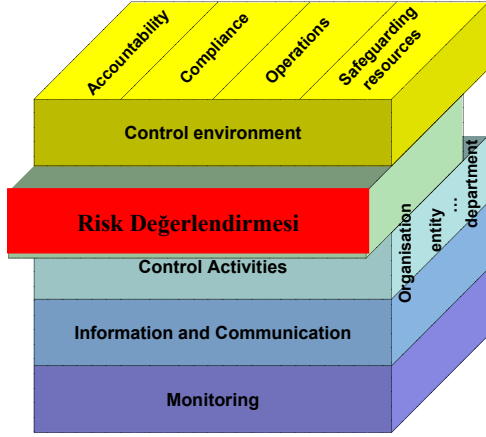 Accountability
Compliance
Operations
Safeguarding
resources
Control environment
Risk Değerlendirmesi
Control Activities
Information and Communication
Monitoring
Organisation
entity
...
department